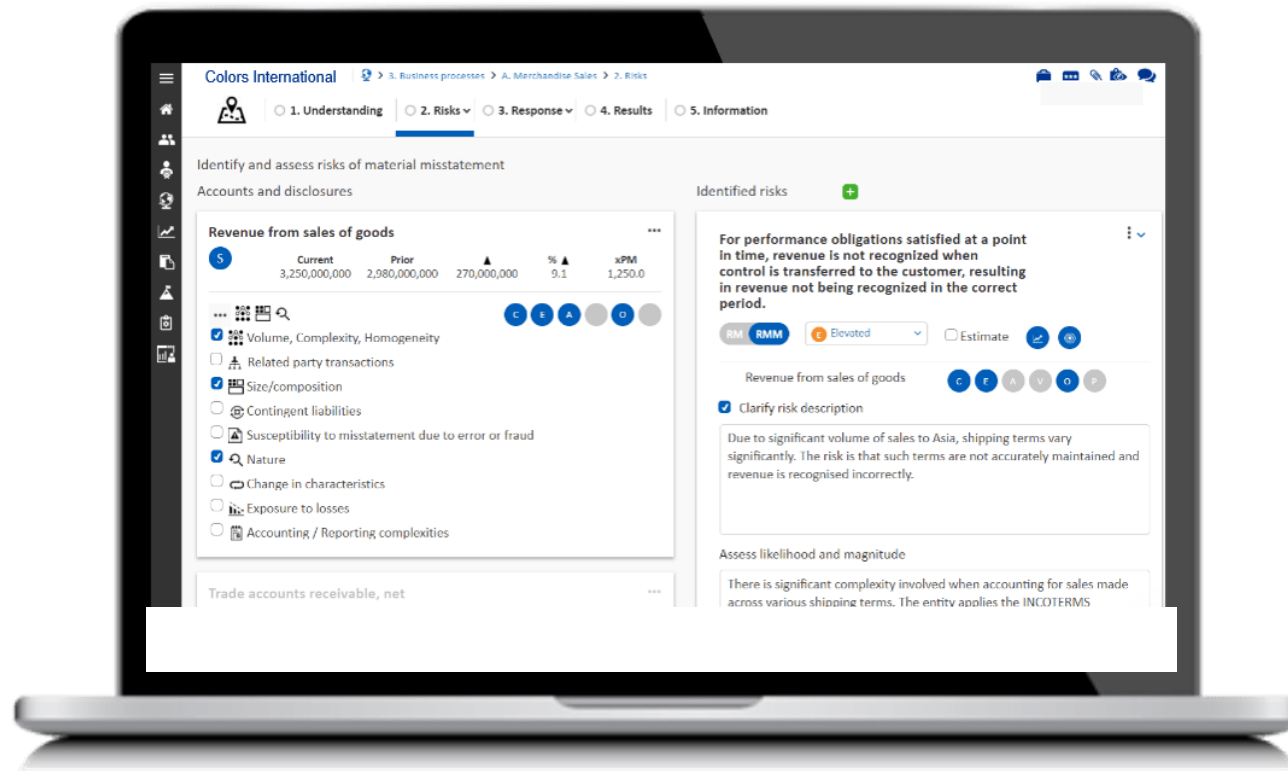 Colors International > 3. Business processes > A. Merchandise Sales > 2. Risks
1. Understanding 2. Risks 3. Response 4. Results 5. Information
Identify and assess risks of material misstatement
Accounts and disclosures
Revenue from sales of goods
S Current Prior ▲ % ▲ xPM
3,250,000,000 2,980,000,000 270,000,000 9.1 1,250.0
C E A O
Volume, Complexity, Homogeneity
Related party transactions
Size/composition
Contingent liabilities
Susceptibility to misstatement due to error or fraud
Nature
Change in characteristics
Exposure to losses
Accounting / Reporting complexities
Trade accounts receivable, net
Identified risks
For performance obligations satisfied at a point
in time, revenue is not recognized when
control is transferred to the customer, resulting
in revenue not being recognized in the correct
period.
RM RMM E Elevated Estimate
Revenue from sales of goods C E A V O P
Clarify risk description
Due to significant volume of sales to Asia, shipping terms vary
significantly. The risk is that such terms are not accurately maintained and
revenue is recognised incorrectly.
Assess likelihood and magnitude
There is significant complexity involved when accounting for sales made
across various shipping terms. The entity applies the INCOTERMS